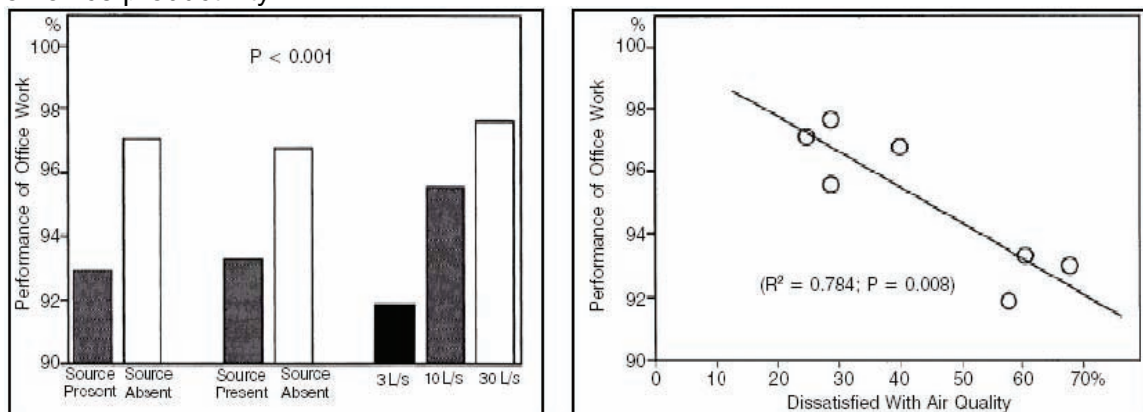 %
100
98
96
94
92
90
Performance of Office Work
P < 0.001
Source Present
Source Absent
Source Present
Source Absent
3 L/s
10 L/s
30 L/s
%
100
98
96
94
92
90
Performance of Office Work
(R² = 0.784; P = 0.008)
0
10
20
30
40
50
60
70%
Dissatisfied With Air Quality